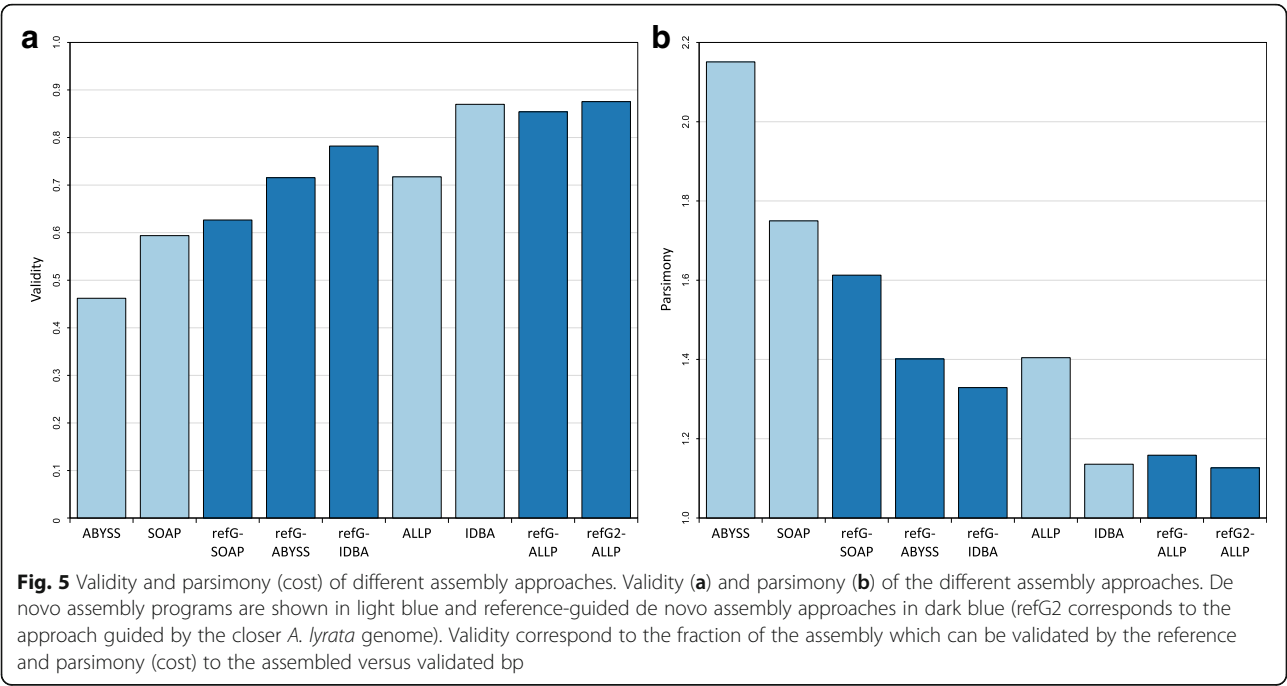 a
b
1.0
0.9
0.8
0.7
0.6
0.5
0.4
0.3
0.2
0.1
0
Validity
ABYSS SOAP refG- refG- refG- ALLP IDBA refG- refG2-
SOAP ABYSS IDBA ALLP ALLP
2.2
2.0
1.8
1.6
1.4
1.2
1.0
Parsimony
ABYSS SOAP refG- refG- refG- ALLP IDBA refG- refG2-
SOAP ABYSS IDBA ALLP ALLP
Fig. 5 Validity and parsimony (cost) of different assembly approaches. Validity (a) and parsimony (b) of the different assembly approaches. De
novo assembly programs are shown in light blue and reference-guided de novo assembly approaches in dark blue (refG2 corresponds to the
approach guided by the closer A. lyrata genome). Validity correspond to the fraction of the assembly which can be validated by the reference
and parsimony (cost) to the assembled versus validated bp